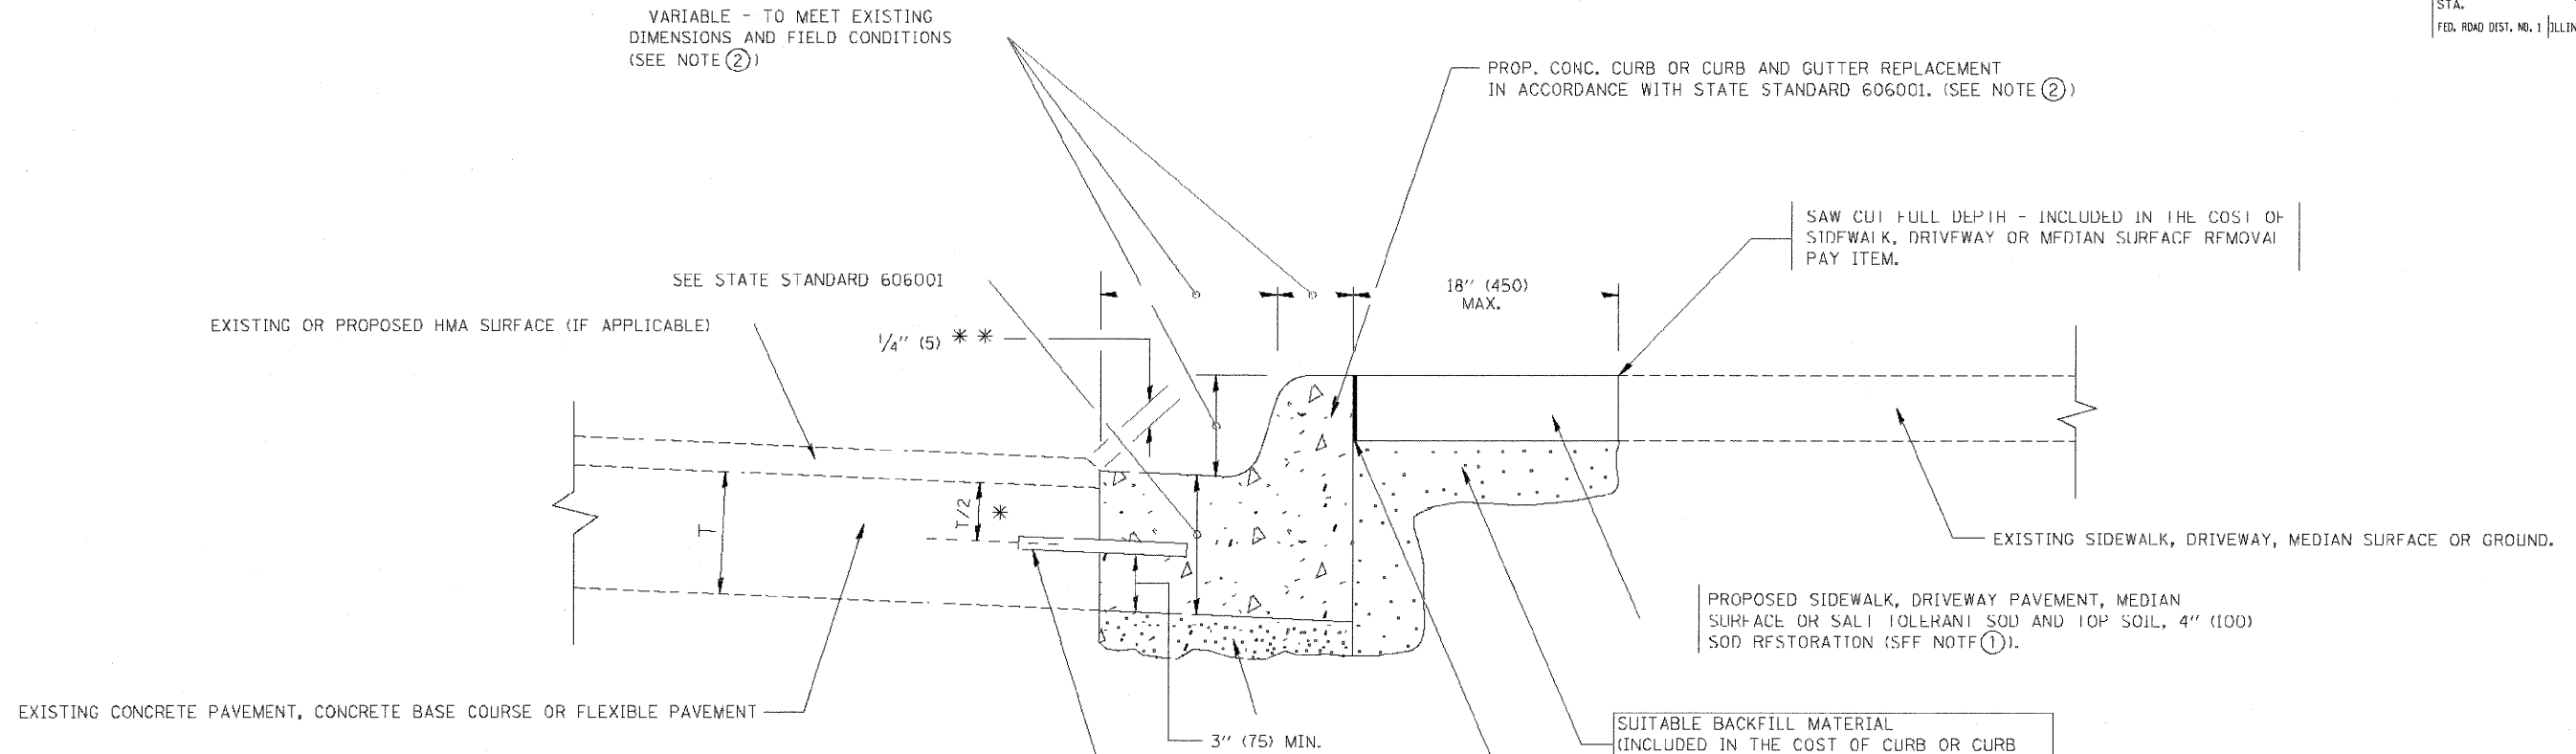 VARIABLE - TO MEET EXISTING
DIMENSIONS AND FIELD CONDITIONS
(SEE NOTE ②)
STA.
FED. ROAD DIST. NO. 1
PROP. CONC. CURB OR CURB AND GUTTER REPLACEMENT
IN ACCORDANCE WITH STATE STANDARD 606001. (SEE NOTE ②)
SAW CUT FULL DEPTH - INCLUDED IN THE COST OF
SIDEWALK, DRIVEWAY OR MEDIAN SURFACE REMOVAL
PAY ITEM.
SEE STATE STANDARD 606001
18" (450)
MAX.
EXISTING OR PROPOSED HMA SURFACE (IF APPLICABLE)
1/4" (5) * *
T
T/2
*
EXISTING SIDEWALK, DRIVEWAY, MEDIAN SURFACE OR GROUND.
PROPOSED SIDEWALK, DRIVEWAY PAVEMENT, MEDIAN
SURFACE OR SALT TOLERANT SOD AND TOP SOIL, 4" (100)
SOD RESTORATION (SEE NOTE ①).
EXISTING CONCRETE PAVEMENT, CONCRETE BASE COURSE OR FLEXIBLE PAVEMENT
3" (75) MIN.
SUITABLE BACKFILL MATERIAL
(INCLUDED IN THE COST OF CURB OR CURB